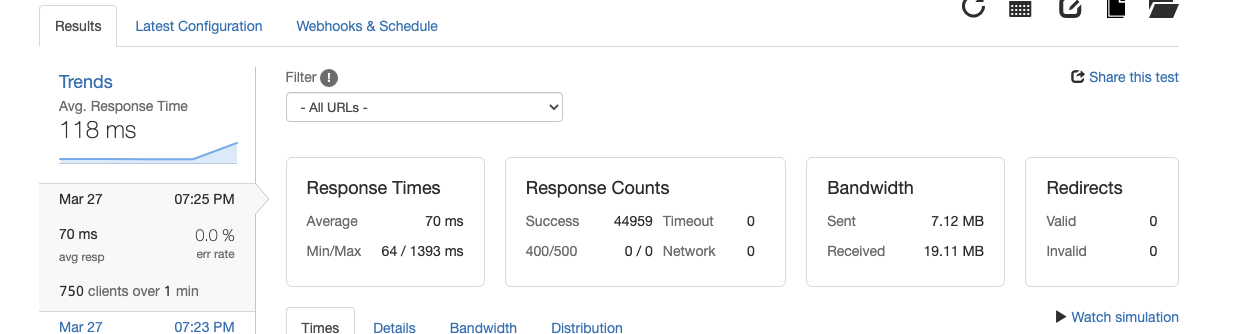 Results Latest Configuration Webhooks & Schedule
Trends
Avg. Response Time
118 ms
Mar 27 07:25 PM
70 ms 0.0 %
avg resp err rate
750 clients over 1 min
Mar 27 07:23 PM
Filter !
Share this test
- All URLs -
Response Times
Average 70 ms
Min/Max 64 / 1393 ms
Response Counts
Success 44959 Timeout 0
400/500 0 / 0 Network 0
Bandwidth
Sent 7.12 MB
Received 19.11 MB
Redirects
Valid 0
Invalid 0
Watch simulation
Times Details Bandwidth Distribution